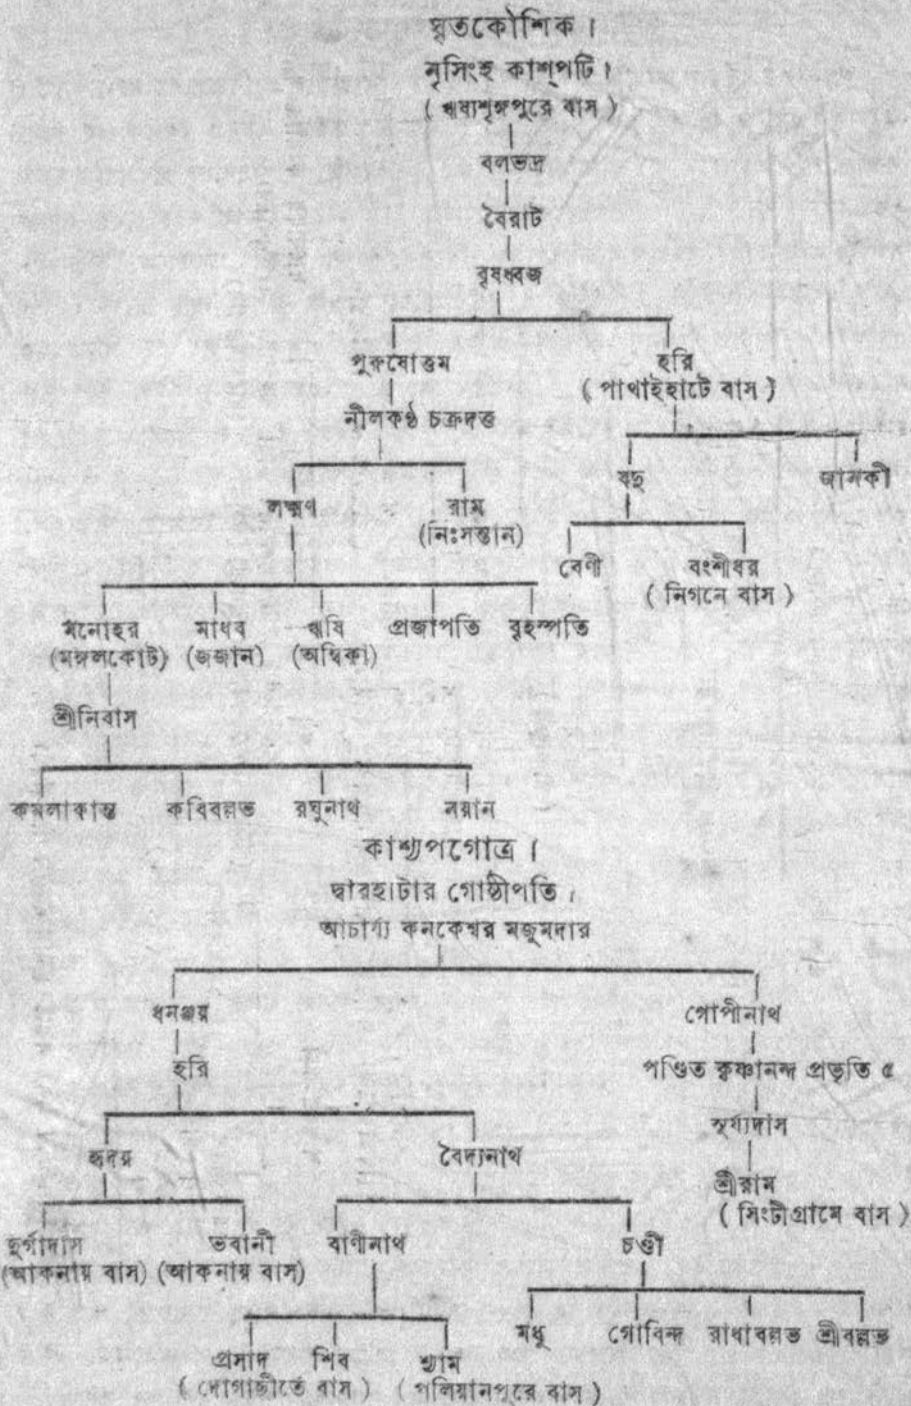 ঘৃতকৌশিক ।
নৃসিংহ কাশ্পটি ।
( ঋষ্যশৃঙ্গপুরে বাস )
বলভদ্র
বৈরাট
বৃষধ্বজ
পুরুষোত্তম হরি
( পাথাইহাটে বাস )
নীলকণ্ঠ চক্রদত্ত
যদু জানকী
লক্ষ্মণ রাম
(নিঃসন্তান)
বেণী বংশীধর
( নিগনে বাস )
মনোহর মাধব ঋষি প্রজাপতি বৃহস্পতি
(মঙ্গলকোট) (জজান) (অম্বিকা)
শ্রীনিবাস
কমলাকান্ত কবিবল্লভ রঘুনাথ নয়ান
কাশ্যপগোত্র ।
দ্বারহাটার গোষ্ঠীপতি ।
আচার্য্য কনকেশ্বর মজুমদার
ধনঞ্জয় গোপীনাথ
হরি পণ্ডিত কৃষ্ণানন্দ প্রভৃতি ৫
সূর্য্যদাস
হৃদয় বৈদ্যনাথ
শ্রীরাম
( সিংটীগ্রামে বাস )
দুর্গাদাস ভবানী বাণীনাথ চণ্ডী
(আকনায় বাস) (আকনায় বাস)
মধু গোবিন্দ রাধাবল্লভ শ্রীবল্লভ
প্রসাদ শিব শ্যাম
( দোগাছীতে বাস ) ( পলিয়ানপুরে বাস )